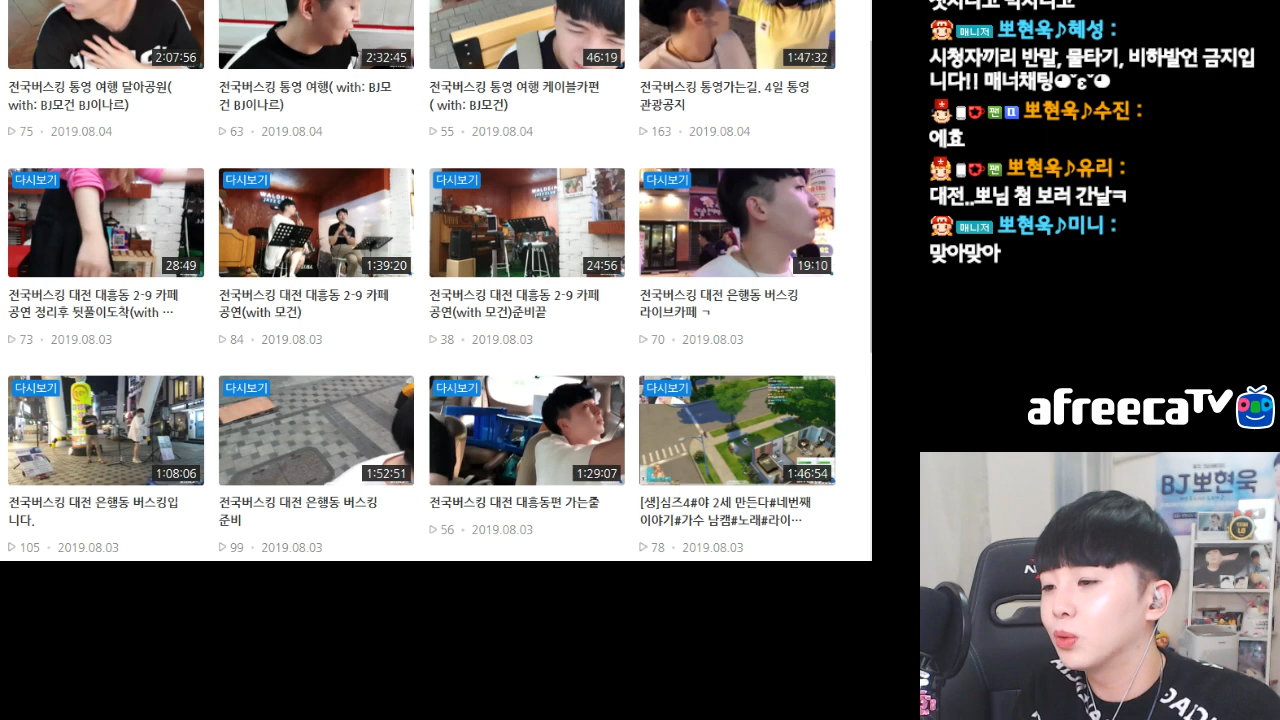 2:07:56
2:32:45
46:19
1:47:32
전국버스킹 통영 여행 달아공원(
with: BJ모건 BJ이나르)
▷ 75 • 2019.08.04
전국버스킹 통영 여행( with: BJ모
건 BJ이나르)
▷ 63 • 2019.08.04
전국버스킹 통영 여행 케이블카편
( with: BJ모건)
▷ 55 • 2019.08.04
전국버스킹 통영가는길. 4일 통영
관광공지
▷ 163 • 2019.08.04
다시보기
28:49
다시보기
1:39:20
다시보기
24:56
다시보기
19:10
전국버스킹 대전 대흥동 2-9 카페
공연 정리후 뒷풀이도착(with ...
▷ 73 • 2019.08.03
전국버스킹 대전 대흥동 2-9 카페
공연(with 모건)
▷ 84 • 2019.08.03
전국버스킹 대전 대흥동 2-9 카페
공연(with 모건)준비끝
▷ 38 • 2019.08.03
전국버스킹 대전 은행동 버스킹
라이브카페 ㄱ
▷ 70 • 2019.08.03
다시보기
1:08:06
다시보기
1:52:51
다시보기
1:29:07
다시보기
1:46:54
전국버스킹 대전 은행동 버스킹입
니다.
▷ 105 • 2019.08.03
전국버스킹 대전 은행동 버스킹
준비
▷ 99 • 2019.08.03
전국버스킹 대전 대흥동편 가는줄
▷ 56 • 2019.08.03
[생]심즈4#야 2세 만든다#네번째
이야기#가수 남캠#노래#라이...
▷ 78 • 2019.08.03
매니저 뽀현욱♪혜성 :
시청자끼리 반말, 물타기, 비하발언 금지입
니다!! 매너채팅◕˘ε˘◕
팬 뽀현욱♪수진 :
에효
팬 뽀현욱♪유리 :
대전..뽀님 첨 보러 간날ㅋ
매니저 뽀현욱♪미니 :
맞아맞아
afreecaTV
BJ뽀현욱